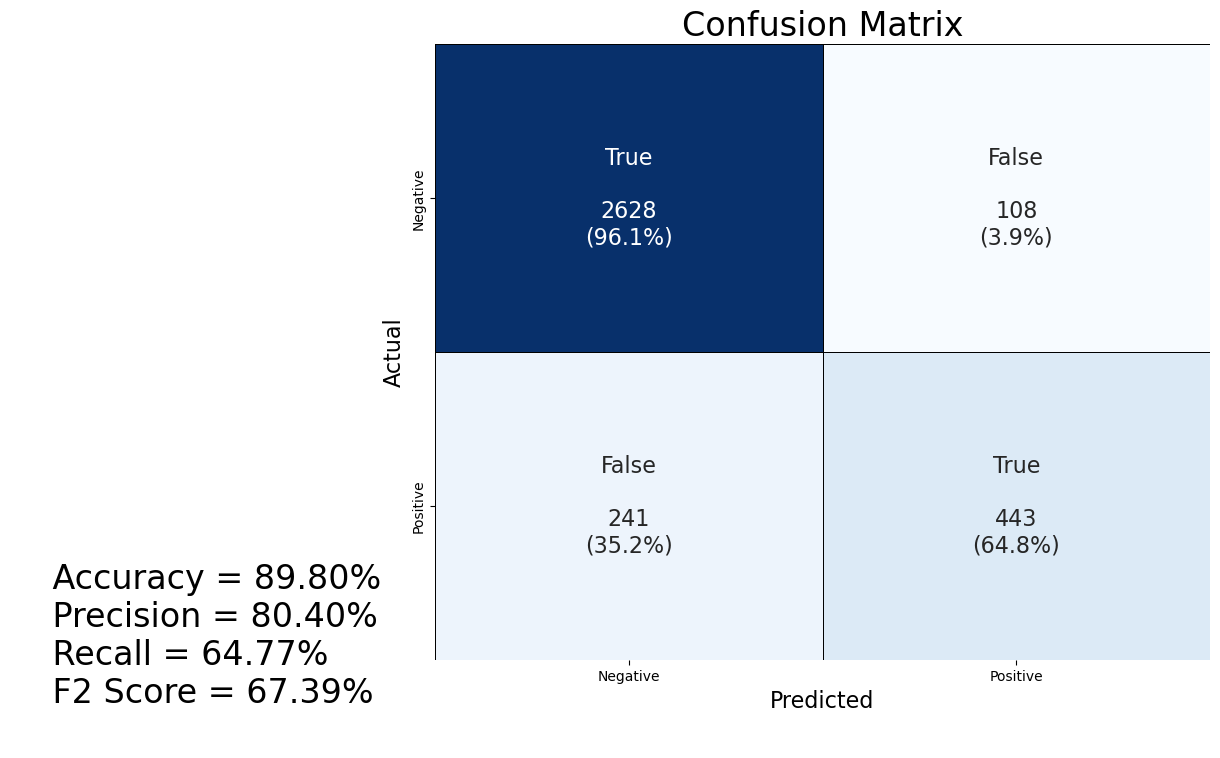 Confusion Matrix
True
2628
(96.1%)
False
108
(3.9%)
False
241
(35.2%)
True
443
(64.8%)
Negative
Positive
Actual
Negative
Positive
Predicted
Accuracy = 89.80%
Precision = 80.40%
Recall = 64.77%
F2 Score = 67.39%